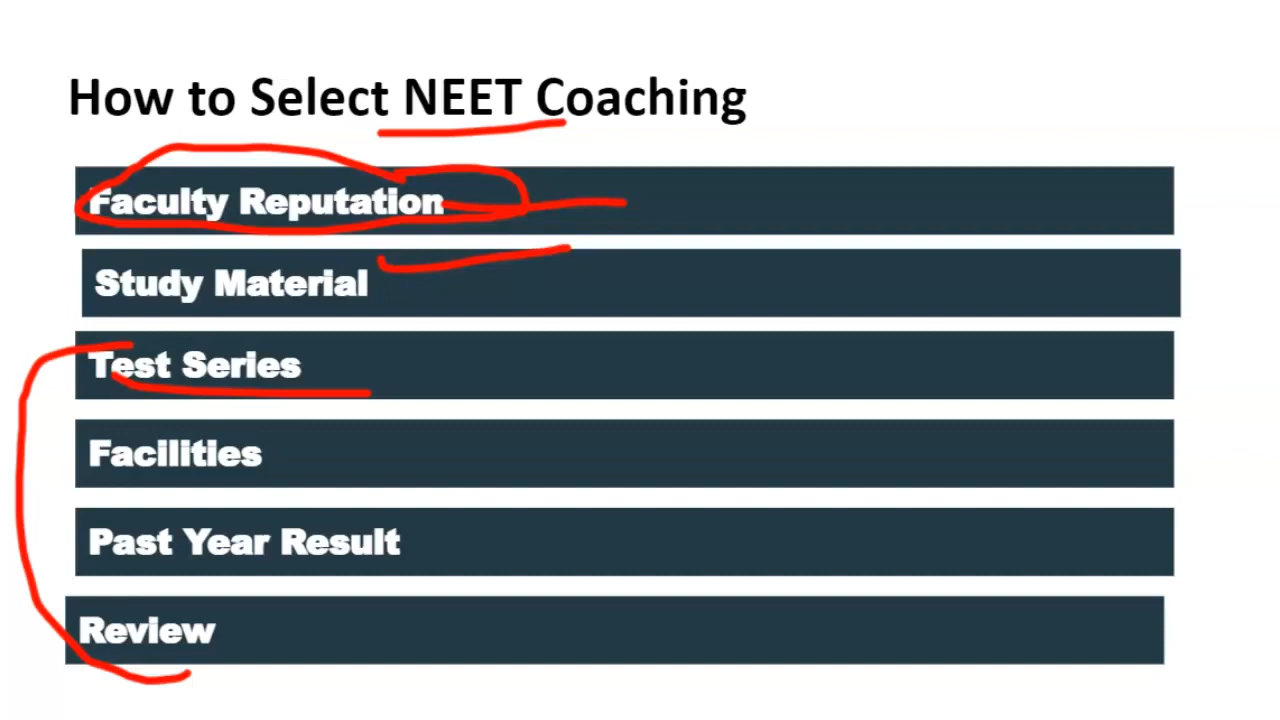 How to Select NEET Coaching
Faculty Reputation
Study Material
Test Series
Facilities
Past Year Result
Review